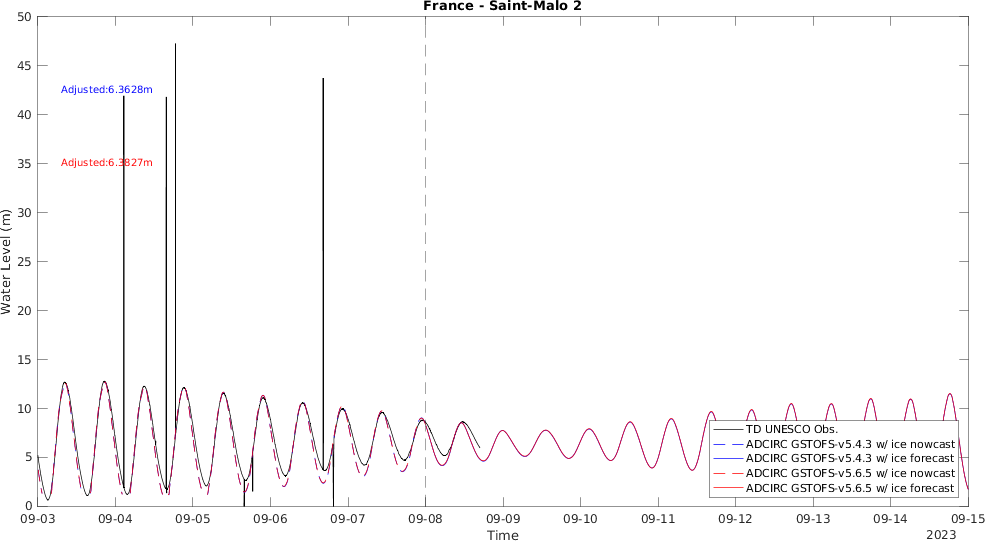 France - Saint-Malo 2
50
45
40
35
30
25
20
15
10
5
0
Water Level (m)
Adjusted:6.3628m
Adjusted:6.3827m
TD UNESCO Obs.
ADCIRC GSTOFS-v5.4.3 w/ ice nowcast
ADCIRC GSTOFS-v5.4.3 w/ ice forecast
ADCIRC GSTOFS-v5.6.5 w/ ice nowcast
ADCIRC GSTOFS-v5.6.5 w/ ice forecast
09-03 09-04 09-05 09-06 09-07 09-08 09-09 09-10 09-11 09-12 09-13 09-14 09-15
Time
2023